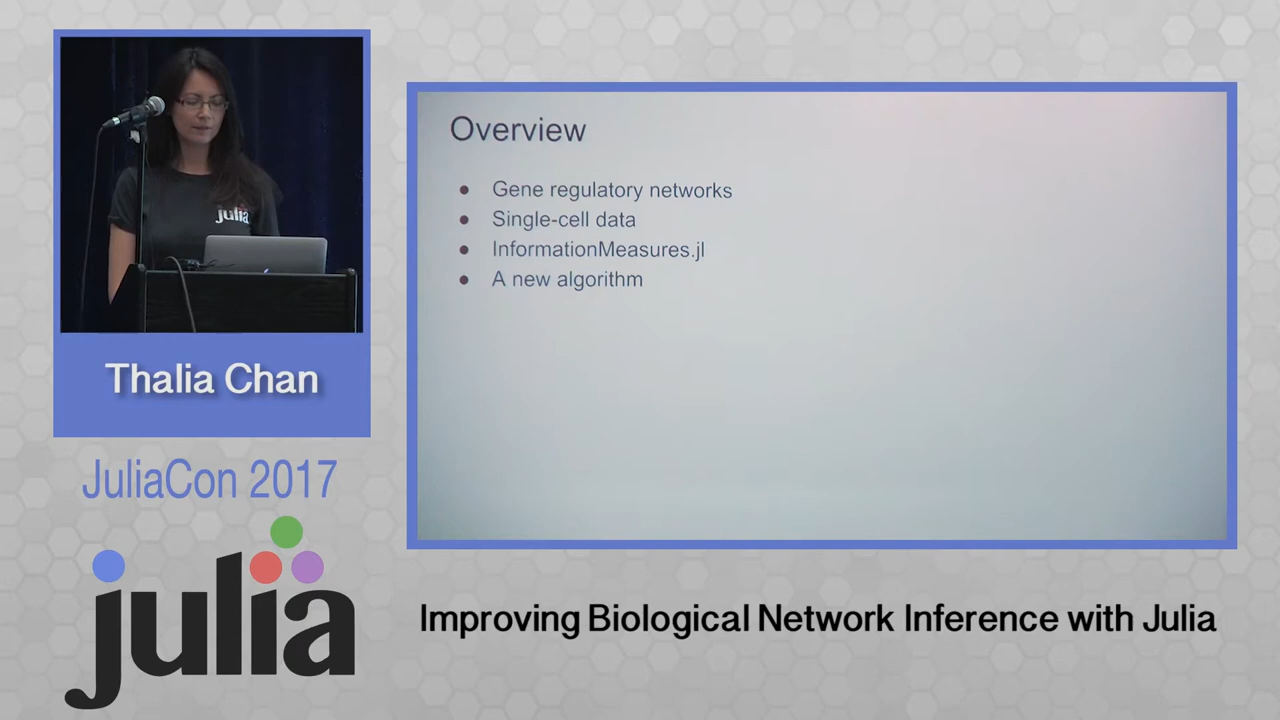 julia
Thalia Chan
JuliaCon 2017
julia
Overview
● Gene regulatory networks
● Single-cell data
● InformationMeasures.jl
● A new algorithm
Improving Biological Network Inference with Julia